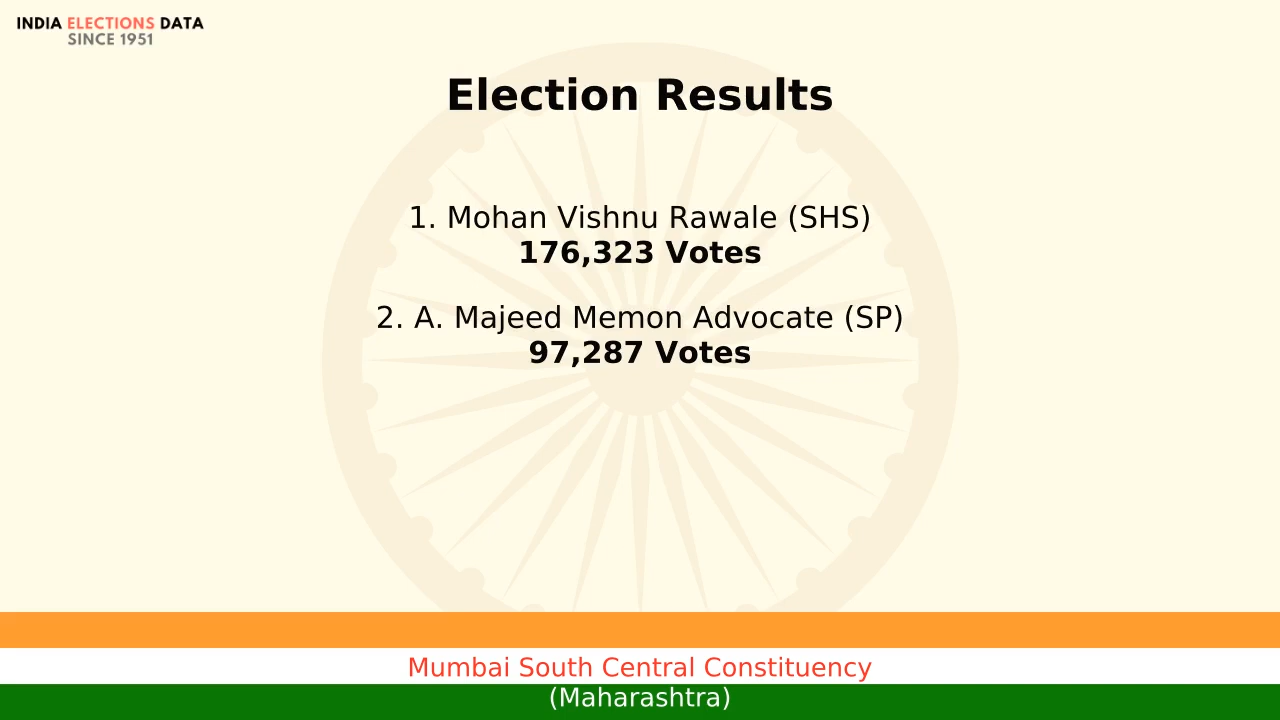 INDIA ELECTIONS DATA
SINCE 1951
Election Results
1. Mohan Vishnu Rawale (SHS)
176,323 Votes
2. A. Majeed Memon Advocate (SP)
97,287 Votes
Mumbai South Central Constituency
(Maharashtra)